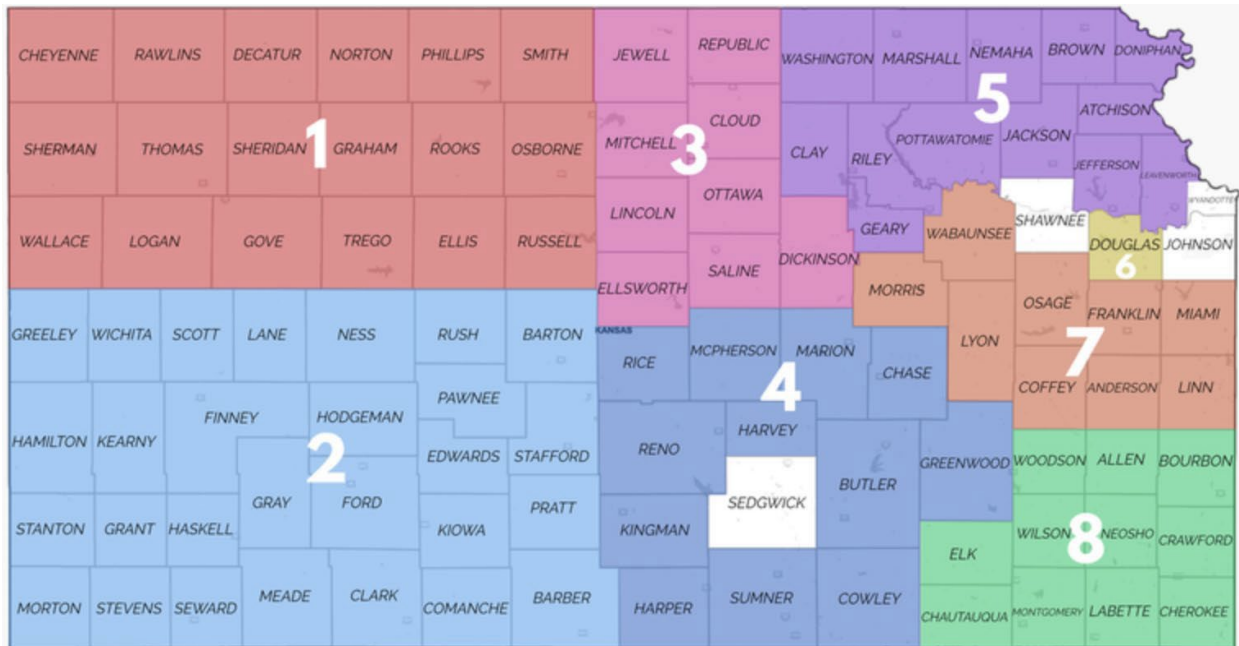 CHEYENNE RAWLINS DECATUR NORTON PHILLIPS SMITH JEWELL REPUBLIC WASHINGTON MARSHALL NEMAHA BROWN DONIPHAN
5
SHERMAN THOMAS SHERIDAN 1 GRAHAM ROOKS OSBORNE MITCHELL 3 CLOUD CLAY RILEY POTTAWATOMIE JACKSON ATCHISON
JEFFERSON LEAVENWORTH
WYANDOTTE
WALLACE LOGAN GOVE TREGO ELLIS RUSSELL LINCOLN OTTAWA DICKINSON GEARY WABAUNSEE SHAWNEE DOUGLAS JOHNSON
6
ELLSWORTH SALINE MORRIS
KANSAS
GREELEY WICHITA SCOTT LANE NESS RUSH BARTON RICE MCPHERSON MARION CHASE LYON OSAGE FRANKLIN MIAMI
4 7
PAWNEE COFFEY ANDERSON LINN
HAMILTON KEARNY FINNEY HODGEMAN EDWARDS STAFFORD RENO HARVEY BUTLER GREENWOOD WOODSON ALLEN BOURBON
2
STANTON GRANT HASKELL GRAY FORD KIOWA PRATT KINGMAN SEDGWICK ELK WILSON 8 NEOSHO CRAWFORD
MORTON STEVENS SEWARD MEADE CLARK COMANCHE BARBER HARPER SUMNER COWLEY CHAUTAUQUA MONTGOMERY LABETTE CHEROKEE